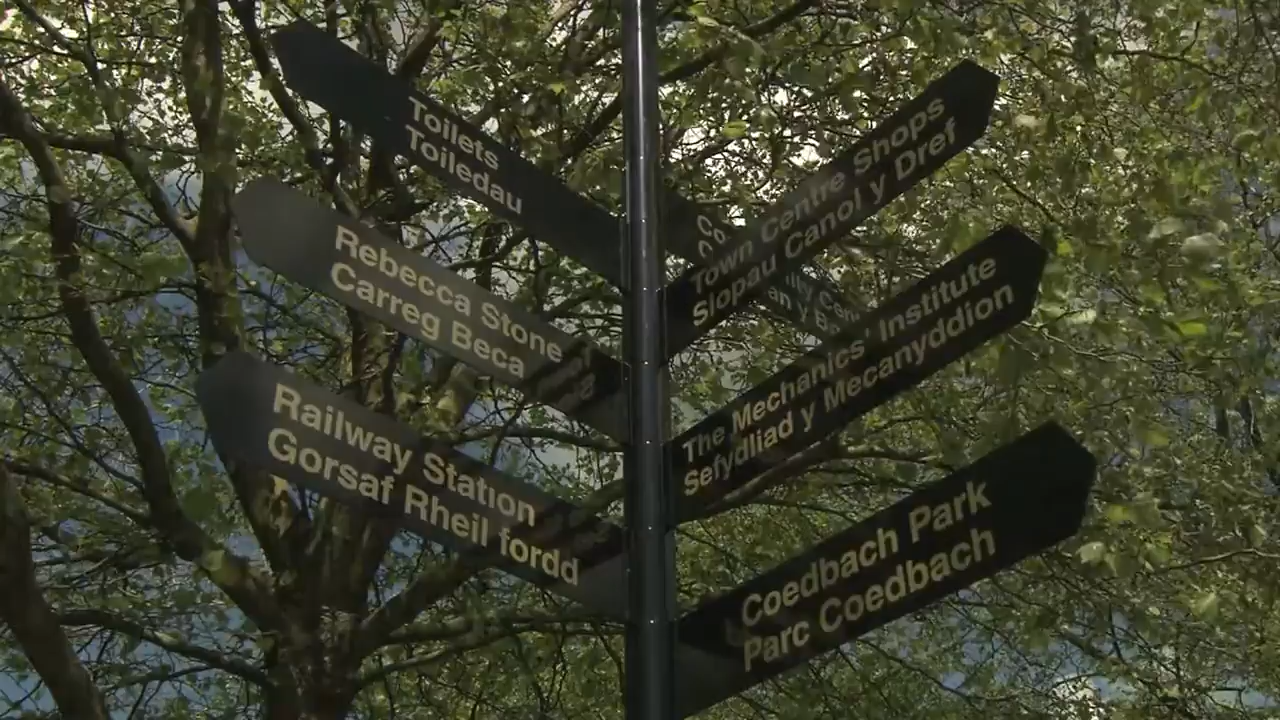 Toilets
Toiledau
Rebecca Stone
Carreg Beca
Railway Station
Gorsaf Rheil fordd
Town Centre Shops
Siopau Canol y Dref
The Mechanics' Institute
Sefydliad y Mecanyddion
Coedbach Park
Parc Coedbach